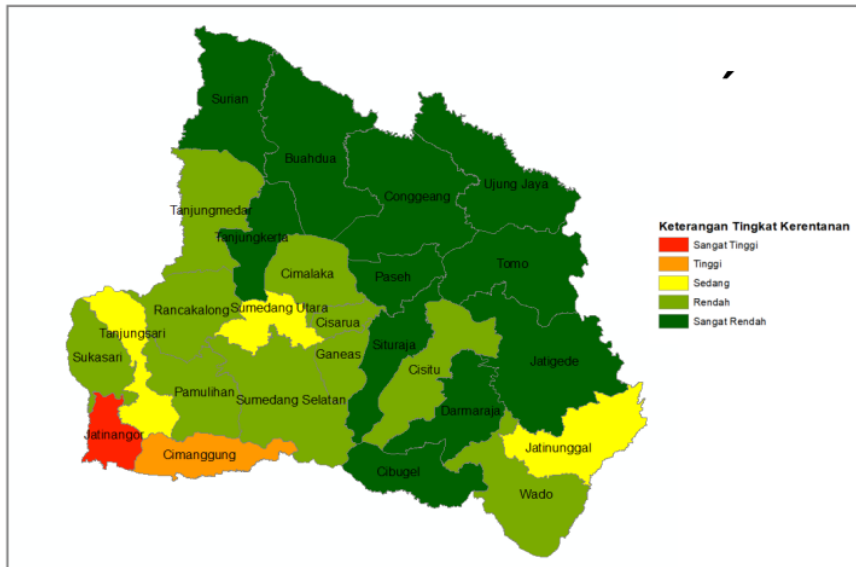 Surian
Buahdua
Conggeang
Ujung Jaya
Tanjungmedar
Tanjungkerta
Cimalaka
Paseh
Tomo
Rancakalong
Sumedang Utara
Cisarua
Tanjungsari
Sukasari
Ganeas
Situraja
Cisitu
Jatigede
Pamulihan
Sumedang Selatan
Darmaraja
Jatinangor
Cimanggung
Jatinunggal
Cibugel
Wado
Keterangan Tingkat Kerentanan
Sangat Tinggi
Tinggi
Sedang
Rendah
Sangat Rendah